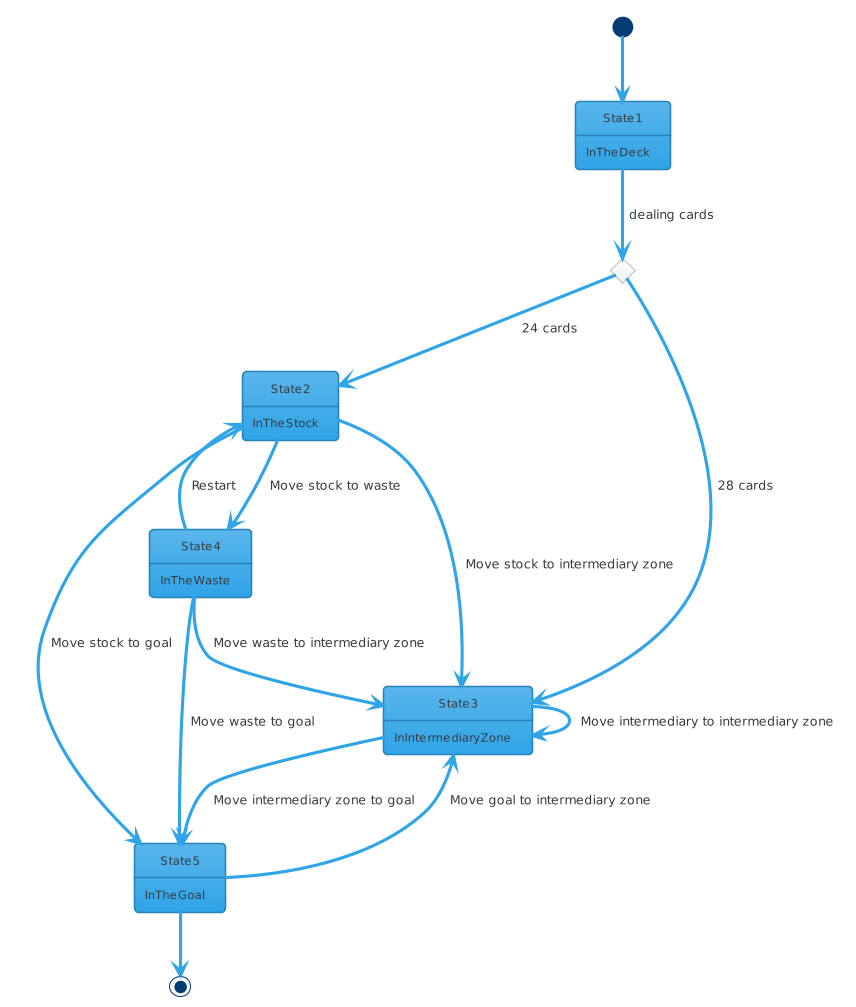 State1
InTheDeck
dealing cards
24 cards
State2
InTheStock
Restart
Move stock to waste
28 cards
State4
InTheWaste
Move stock to intermediary zone
Move stock to goal
Move waste to intermediary zone
State3
InIntermediaryZone
Move waste to goal
Move intermediary to intermediary zone
Move intermediary zone to goal
Move goal to intermediary zone
State5
InTheGoal